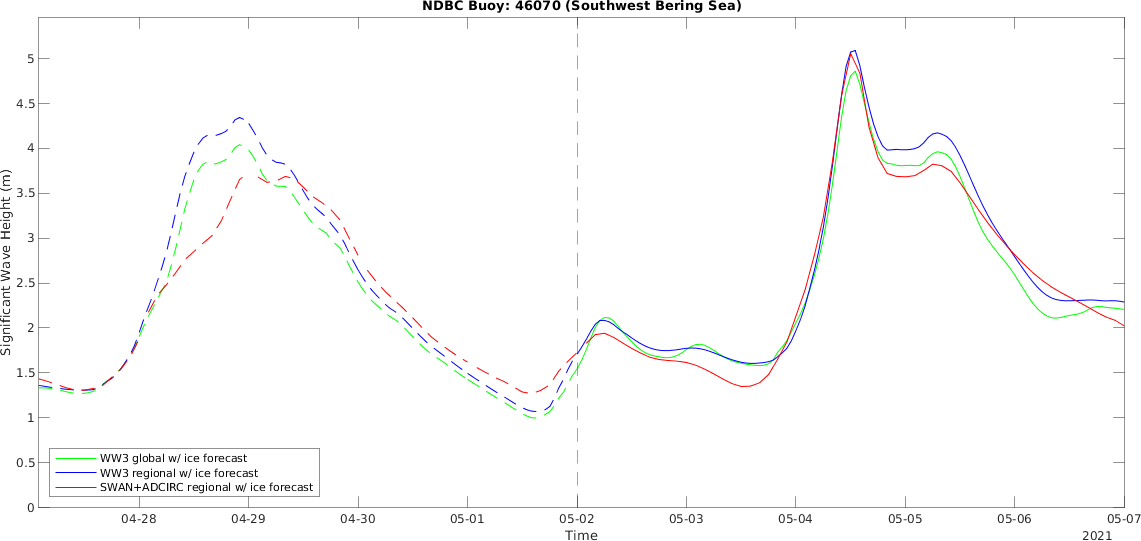 NDBC Buoy: 46070 (Southwest Bering Sea)
Significant Wave Height (m)
5
4.5
4
3.5
3
2.5
2
1.5
1
0.5
0
WW3 global w/ ice forecast
WW3 regional w/ ice forecast
SWAN+ADCIRC regional w/ ice forecast
04-28 04-29 04-30 05-01 05-02 05-03 05-04 05-05 05-06 05-07
Time
2021